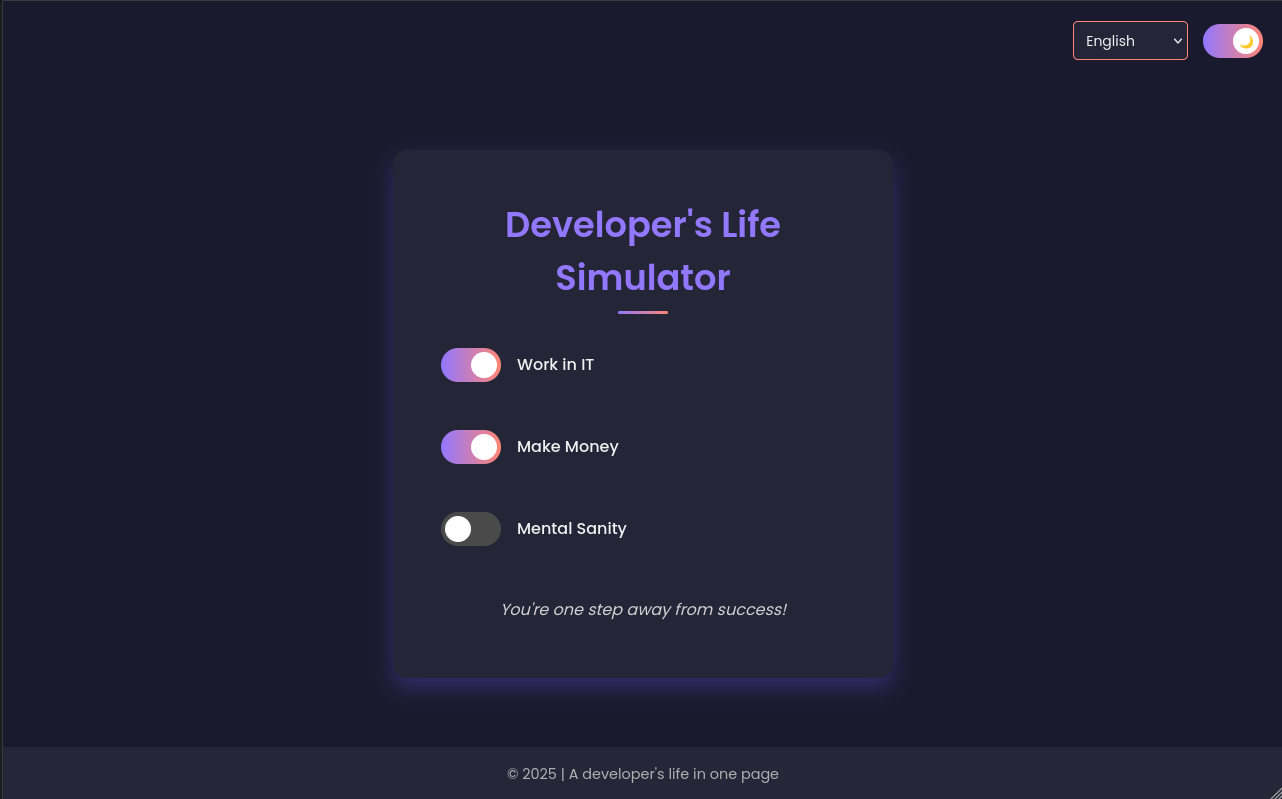 English
Developer's Life
Simulator
Work in IT
Make Money
Mental Sanity
You're one step away from success!
© 2025 | A developer's life in one page